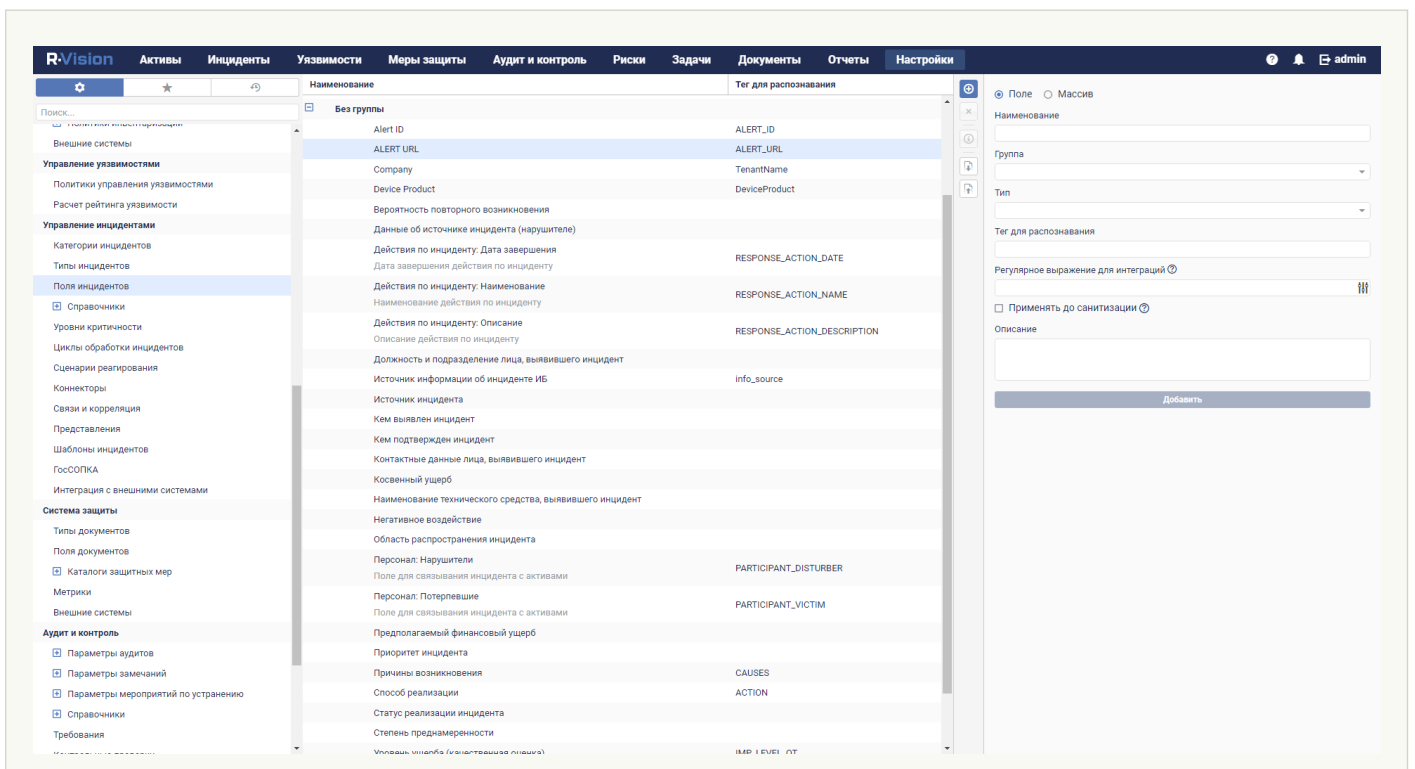 R·Vision Активы Инциденты Уязвимости Меры защиты Аудит и контроль Риски Задачи Документы Отчеты Настройки admin
Поиск...
Политики инвентаризации
Внешние системы
Управление уязвимостями
Политики управления уязвимостями
Расчет рейтинга уязвимости
Управление инцидентами
Категории инцидентов
Типы инцидентов
Поля инцидентов
Справочники
Уровни критичности
Циклы обработки инцидентов
Сценарии реагирования
Коннекторы
Связи и корреляция
Представления
Шаблоны инцидентов
ГосСОПКА
Интеграция с внешними системами
Система защиты
Типы документов
Поля документов
Каталоги защитных мер
Метрики
Внешние системы
Аудит и контроль
Параметры аудитов
Параметры замечаний
Параметры мероприятий по устранению
Справочники
Требования
Наименование Тег для распознавания
Без группы
Alert ID ALERT_ID
ALERT URL ALERT_URL
Company TenantName
Device Product DeviceProduct
Вероятность повторного возникновения
Данные об источнике инцидента (нарушителе)
Действия по инциденту: Дата завершения
Дата завершения действия по инциденту
RESPONSE_ACTION_DATE
Действия по инциденту: Наименование
Наименование действия по инциденту
RESPONSE_ACTION_NAME
Действия по инциденту: Описание
Описание действия по инциденту
RESPONSE_ACTION_DESCRIPTION
Должность и подразделение лица, выявившего инцидент
Источник информации об инциденте ИБ info_source
Источник инцидента
Кем выявлен инцидент
Кем подтвержден инцидент
Контактные данные лица, выявившего инцидент
Косвенный ущерб
Наименование технического средства, выявившего инцидент
Негативное воздействие
Область распространения инцидента
Персонал: Нарушители
Поле для связывания инцидента с активами
PARTICIPANT_DISTURBER
Персонал: Потерпевшие
Поле для связывания инцидента с активами
PARTICIPANT_VICTIM
Предполагаемый финансовый ущерб
Приоритет инцидента
Причины возникновения CAUSES
Способ реализации ACTION
Статус реализации инцидента
Степень преднамеренности
Уровень ущерба (качественная оценка) IMP_LEVEL_OT
Поле Массив
Наименование
Группа
Тип
Тег для распознавания
Регулярное выражение для интеграций
Применять до санитизации
Описание
Добавить